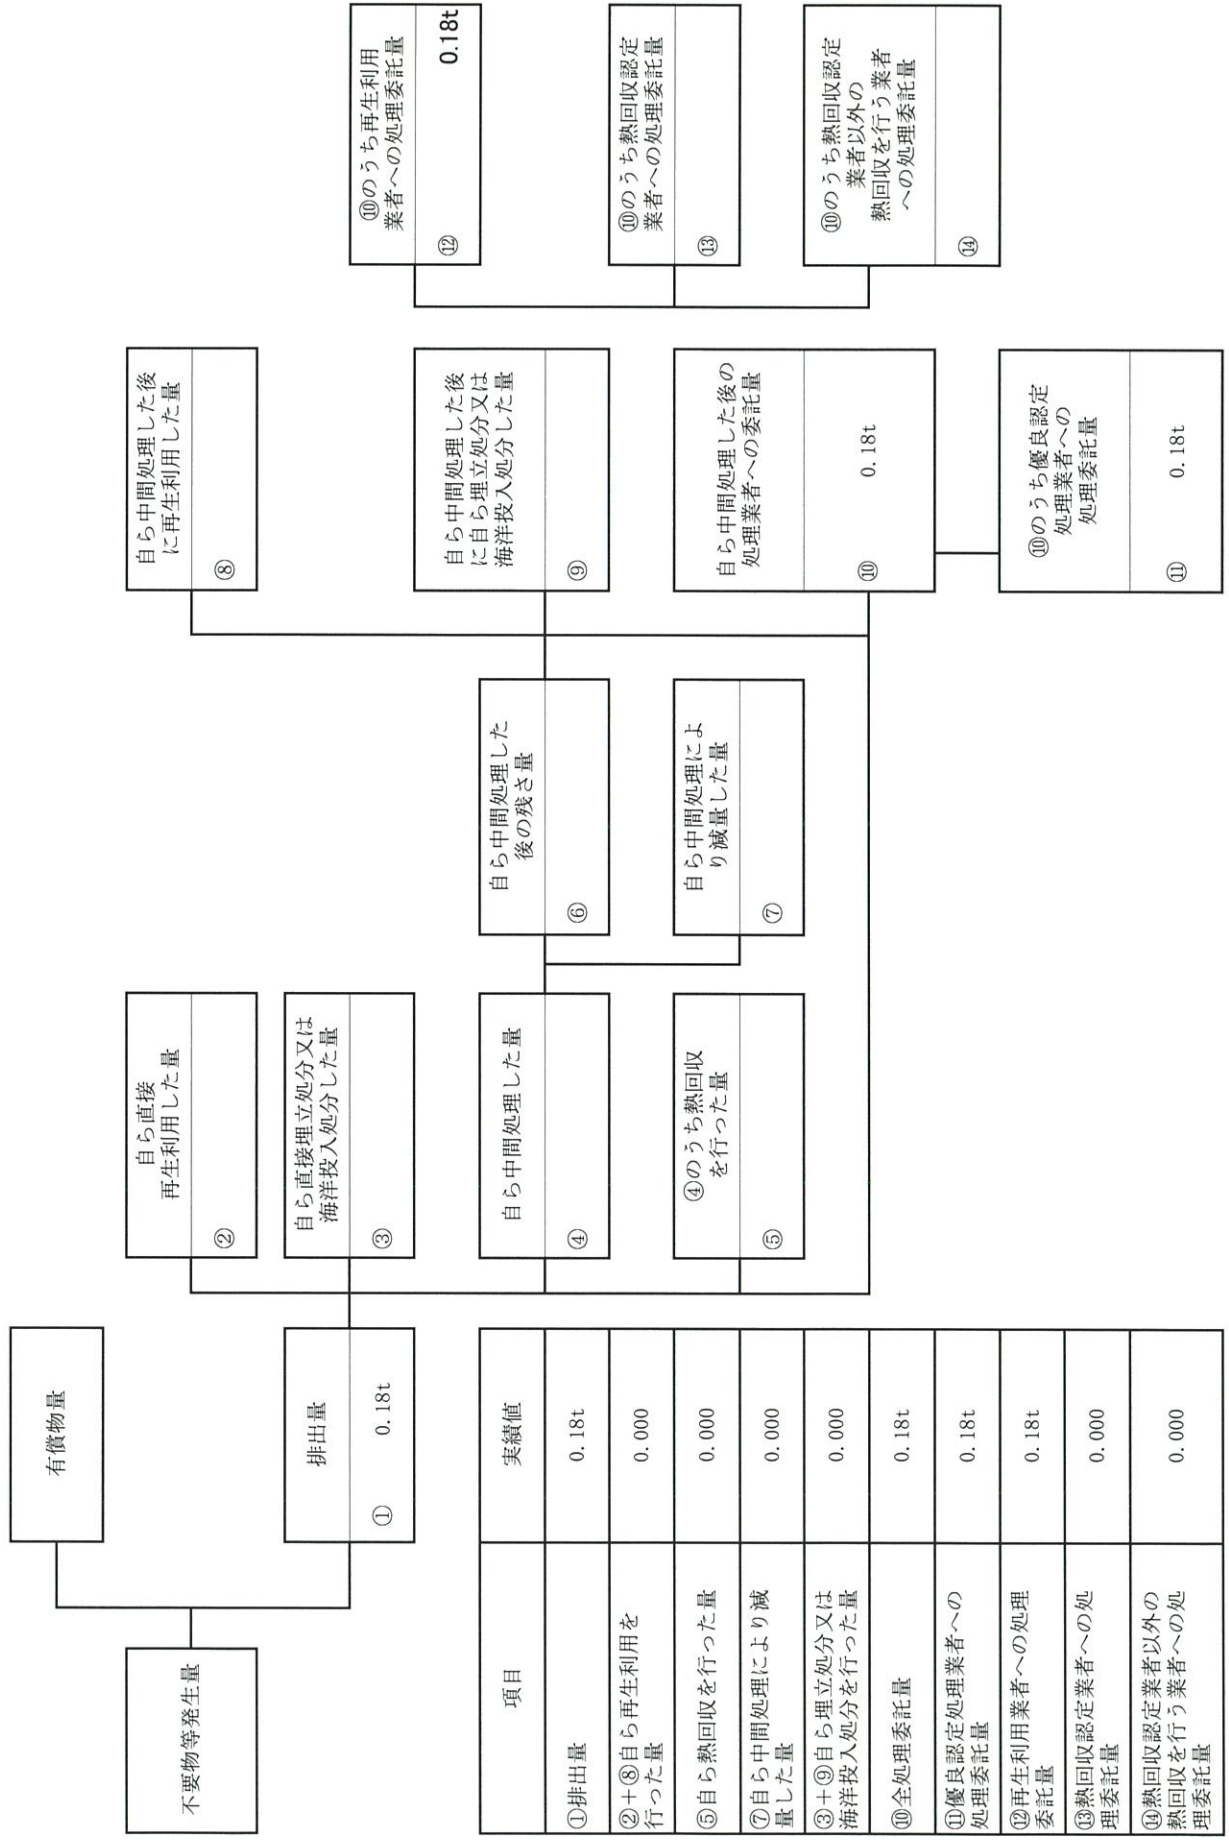 有償物量
不要物等発生量
排出量
① 0.18t
自ら直接
再生利用した量
②
自ら直接埋立処分又は
海洋投入処分した量
③
自ら中間処理した量
④
④のうち熱回収
を行った量
⑤
自ら中間処理した
後の残さ量
⑥
自ら中間処理によ
り減量した量
⑦
自ら中間処理した後
に再生利用した量
⑧
自ら中間処理した後
に自ら埋立処分又は
海洋投入処分した量
⑨
自ら中間処理した後の
処理業者への委託量
⑩ 0.18t
⑩のうち優良認定
処理業者への
処理委託量
⑪ 0.18t
⑩のうち再生利用
業者への処理委託量
⑫ 0.18t
⑩のうち熱回収認定
業者への処理委託量
⑬
⑩のうち熱回収認定
業者以外の
熱回収を行う業者
への処理委託量
⑭
項目 実績値
①排出量 0.18t
②+⑧自ら再生利用を
行った量 0.000
⑤自ら熱回収を行った量 0.000
⑦自ら中間処理により減
量した量 0.000
③+⑨自ら埋立処分又は
海洋投入処分を行った量 0.000
⑩全処理委託量 0.18t
⑪優良認定処理業者への
処理委託量 0.18t
⑫再生利用業者への処理
委託量 0.18t
⑬熱回収認定業者への処
理委託量 0.000
⑭熱回収認定業者以外の
熱回収を行う業者への処
理委託量 0.000